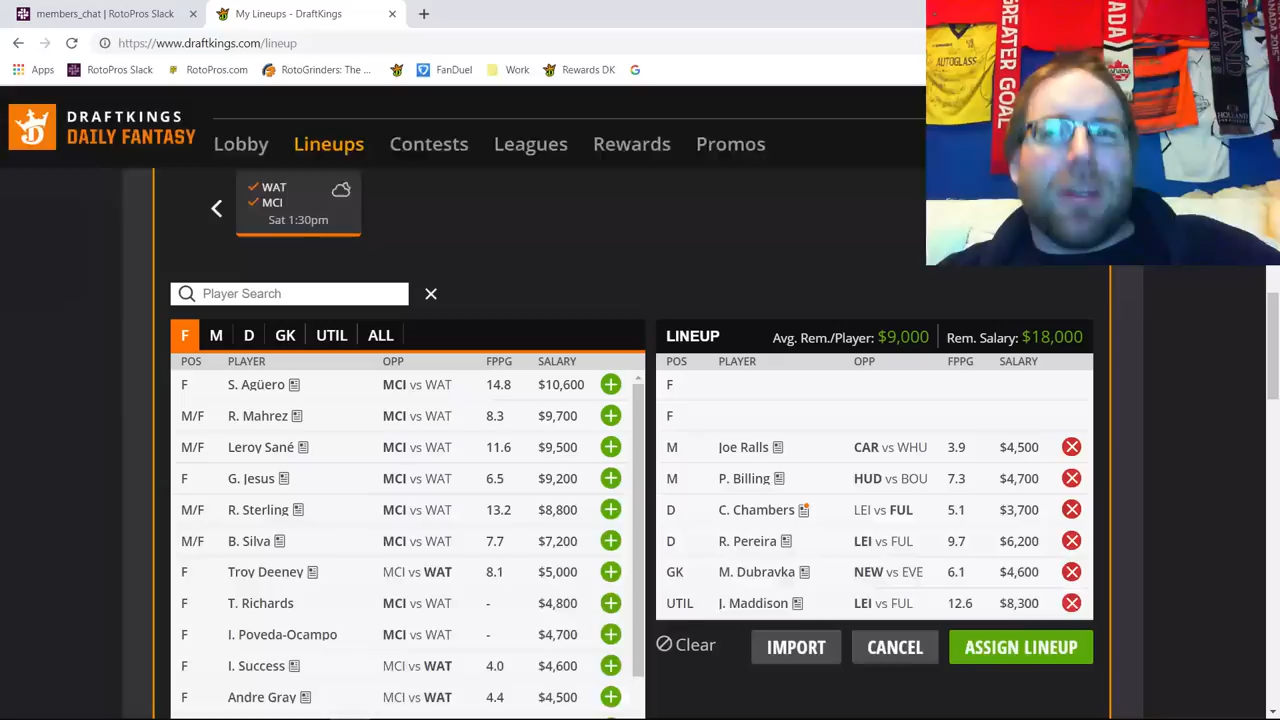 members_chat | RotoPros Slack
My Lineups - DraftKings
https://www.draftkings.com/lineup
Apps RotoPros Slack RotoPros.com RotoGrinders: The ... FanDuel Work Rewards DK
DRAFTKINGS
DAILY FANTASY
Lobby Lineups Contests Leagues Rewards Promos
WAT
MCI
Sat 1:30pm
Player Search
F M D GK UTIL ALL
POS PLAYER OPP FPPG SALARY
F S. Agüero MCI vs WAT 14.8 $10,600
M/F R. Mahrez MCI vs WAT 8.3 $9,700
M/F Leroy Sané MCI vs WAT 11.6 $9,500
F G. Jesus MCI vs WAT 6.5 $9,200
M/F R. Sterling MCI vs WAT 13.2 $8,800
M/F B. Silva MCI vs WAT 7.7 $7,200
F Troy Deeney MCI vs WAT 8.1 $5,000
F T. Richards MCI vs WAT - $4,800
F I. Poveda-Ocampo MCI vs WAT - $4,700
F I. Success MCI vs WAT 4.0 $4,600
F Andre Gray MCI vs WAT 4.4 $4,500
LINEUP Avg. Rem./Player: $9,000 Rem. Salary: $18,000
POS PLAYER OPP FPPG SALARY
F
F
M Joe Ralls CAR vs WHU 3.9 $4,500
M P. Billing HUD vs BOU 7.3 $4,700
D C. Chambers LEI vs FUL 5.1 $3,700
D R. Pereira LEI vs FUL 9.7 $6,200
GK M. Dubravka NEW vs EVE 6.1 $4,600
UTIL J. Maddison LEI vs FUL 12.6 $8,300
Clear IMPORT CANCEL ASSIGN LINEUP
AUTOGLASS
GREATER GOAL
ADA
LLAND
CANADA 2015